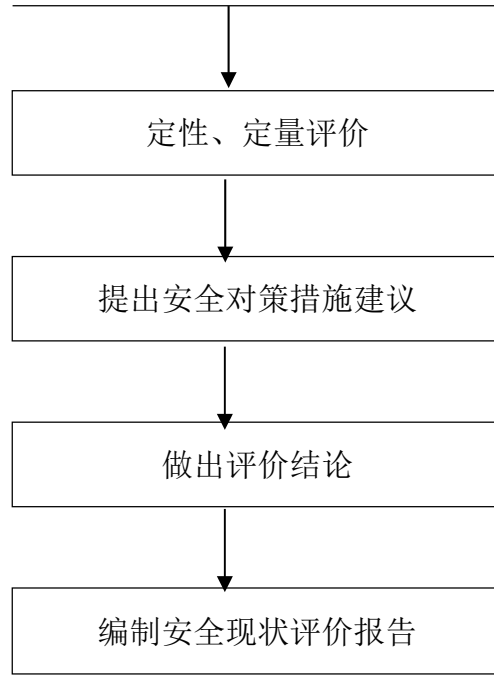 定性、定量评价
提出安全对策措施建议
做出评价结论
编制安全现状评价报告